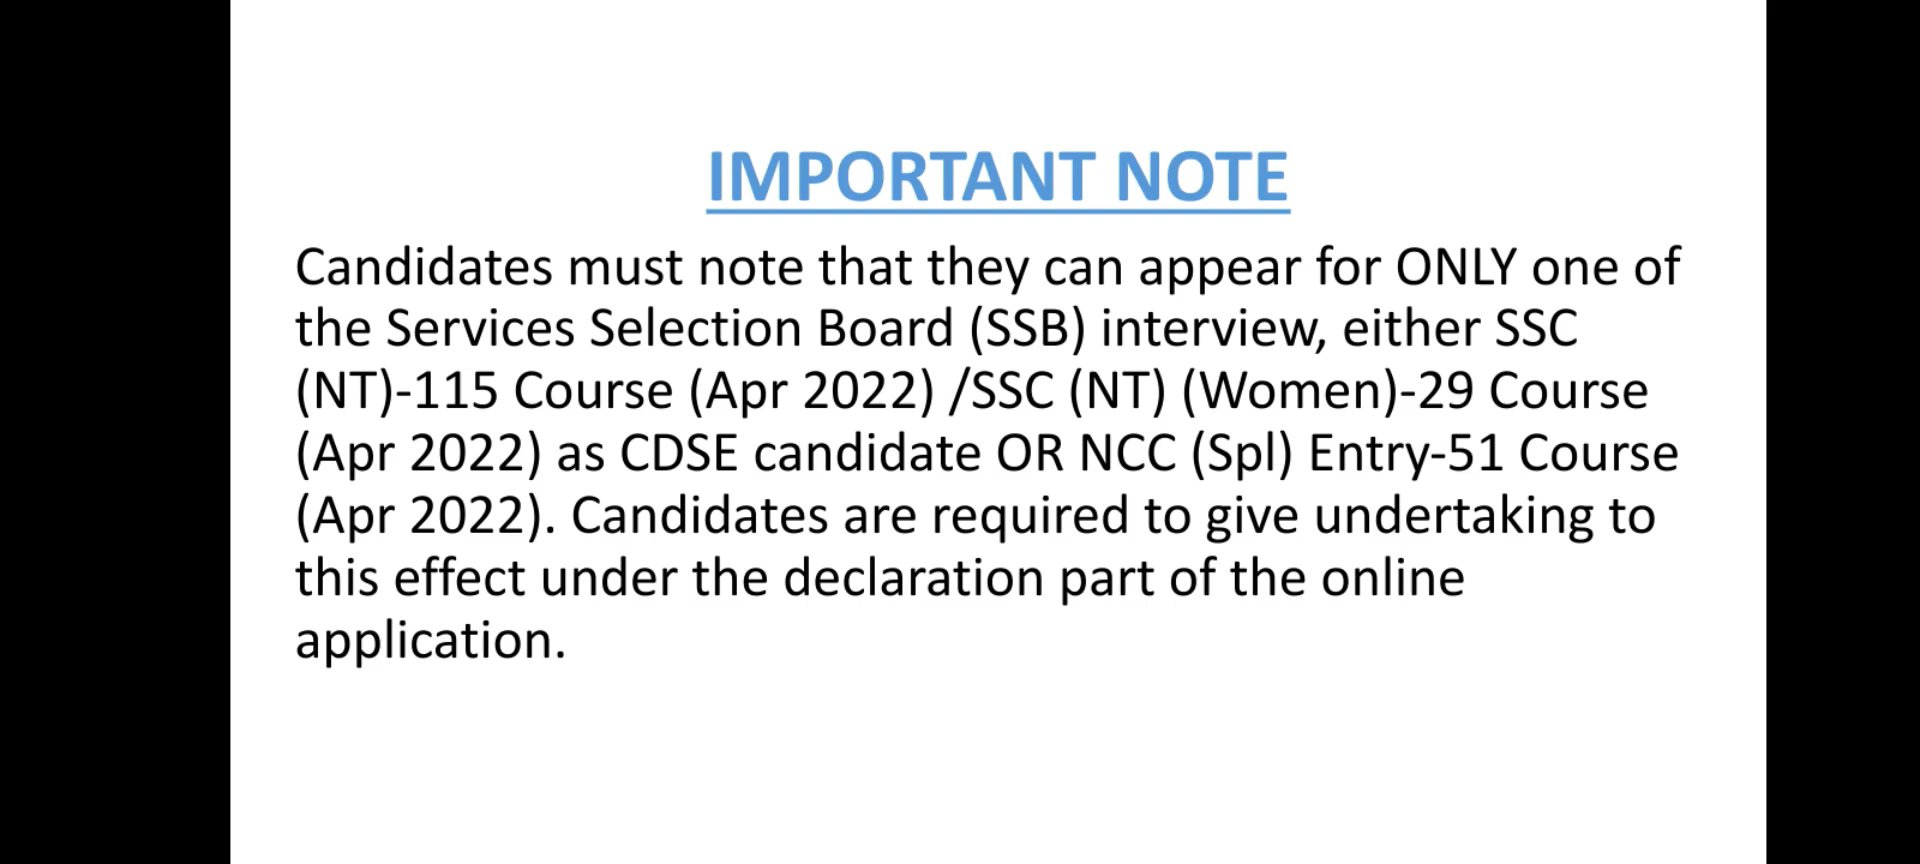 IMPORTANT NOTE
Candidates must note that they can appear for ONLY one of
the Services Selection Board (SSB) interview, either SSC
(NT)-115 Course (Apr 2022) /SSC (NT) (Women)-29 Course
(Apr 2022) as CDSE candidate OR NCC (Spl) Entry-51 Course
(Apr 2022). Candidates are required to give undertaking to
this effect under the declaration part of the online
application.